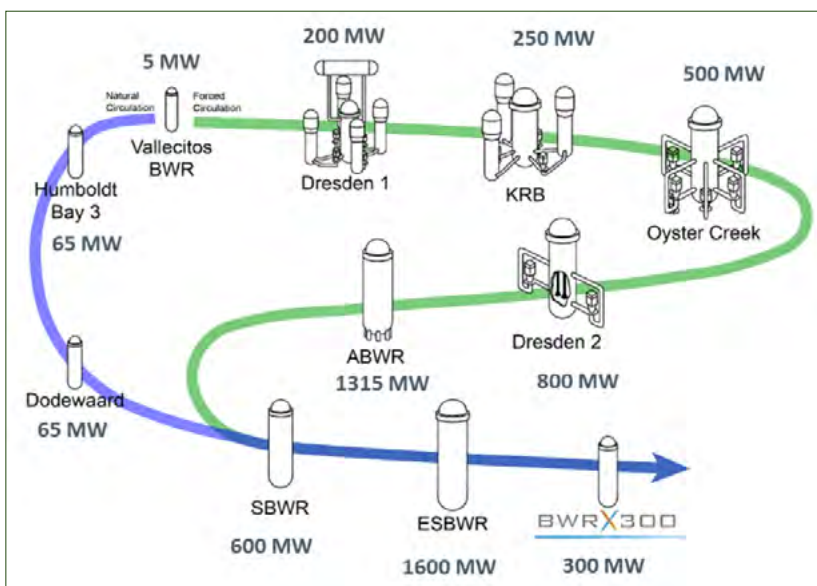 200 MW
250 MW
5 MW
500 MW
Natural
Circulation
Forced
Circulation
Vallecitos
BWR
Dresden 1
KRB
Oyster Creek
Humboldt
Bay 3
65 MW
ABWR
1315 MW
Dresden 2
800 MW
Dodewaard
65 MW
SBWR
600 MW
ESBWR
1600 MW
BWRX300
300 MW